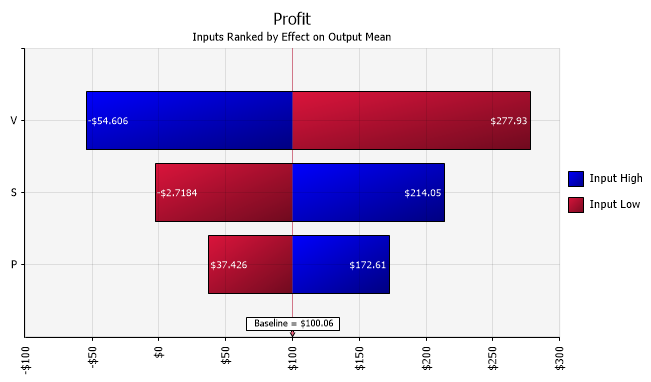 Profit
Inputs Ranked by Effect on Output Mean
V
-$54.606
$277.93
S
-$2.7184
$214.05
P
$37.426
$172.61
Input High
Input Low
Baseline = $100.06
-$100
-$50
$0
$50
$100
$150
$200
$250
$300